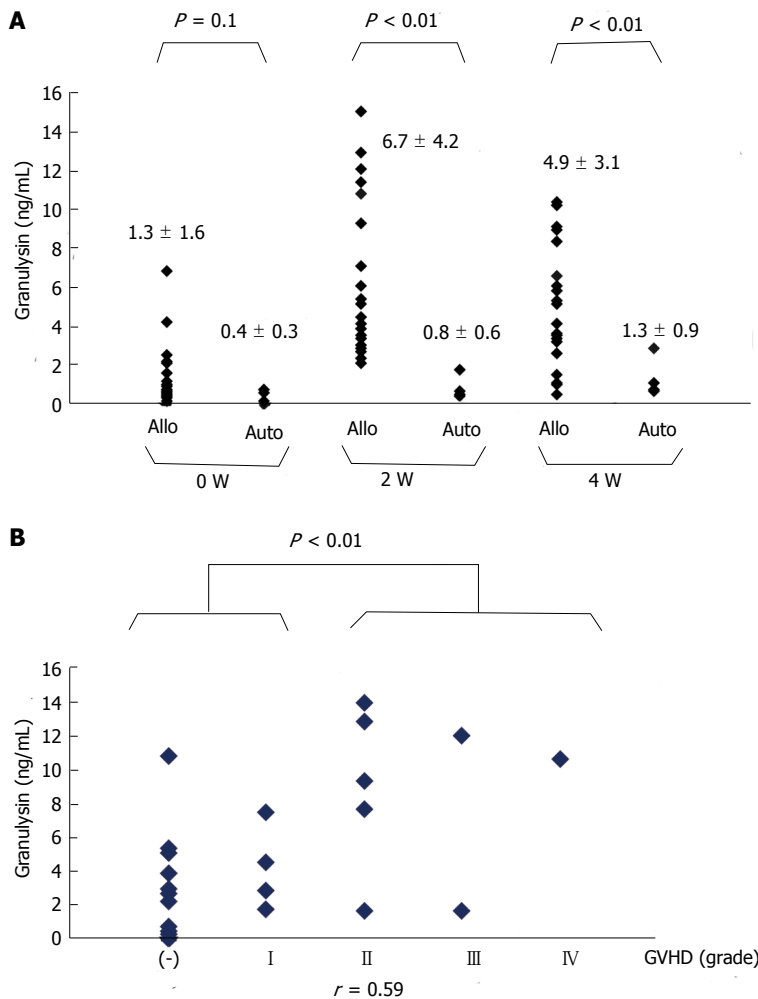 A
P = 0.1
P < 0.01
P < 0.01
Granulysin (ng/mL)
16
14
12
10
8
6
4
2
0
1.3 ± 1.6
0.4 ± 0.3
6.7 ± 4.2
0.8 ± 0.6
4.9 ± 3.1
1.3 ± 0.9
Allo
Auto
Allo
Auto
Allo
Auto
0 W
2 W
4 W
B
P < 0.01
Granulysin (ng/mL)
16
14
12
10
8
6
4
2
0
(-)
Ⅰ
Ⅱ
Ⅲ
Ⅳ
GVHD (grade)
r = 0.59